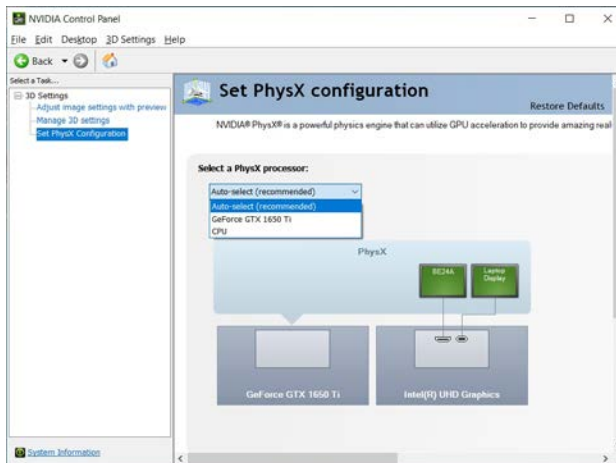 NVIDIA Control Panel
File Edit Desktop 3D Settings Help
Back
Select a Task...
3D Settings
Adjust image settings with preview
Manage 3D settings
Set PhysX Configuration
System Information
Set PhysX configuration
Restore Defaults
NVIDIA® PhysX® is a powerful physics engine that can utilize GPU acceleration to provide amazing real-
Select a PhysX processor:
Auto-select (recommended)
Auto-select (recommended)
GeForce GTX 1650 Ti
CPU
PhysX
BE24A
Laptop
Display
GeForce GTX 1650 Ti
Intel(R) UHD Graphics